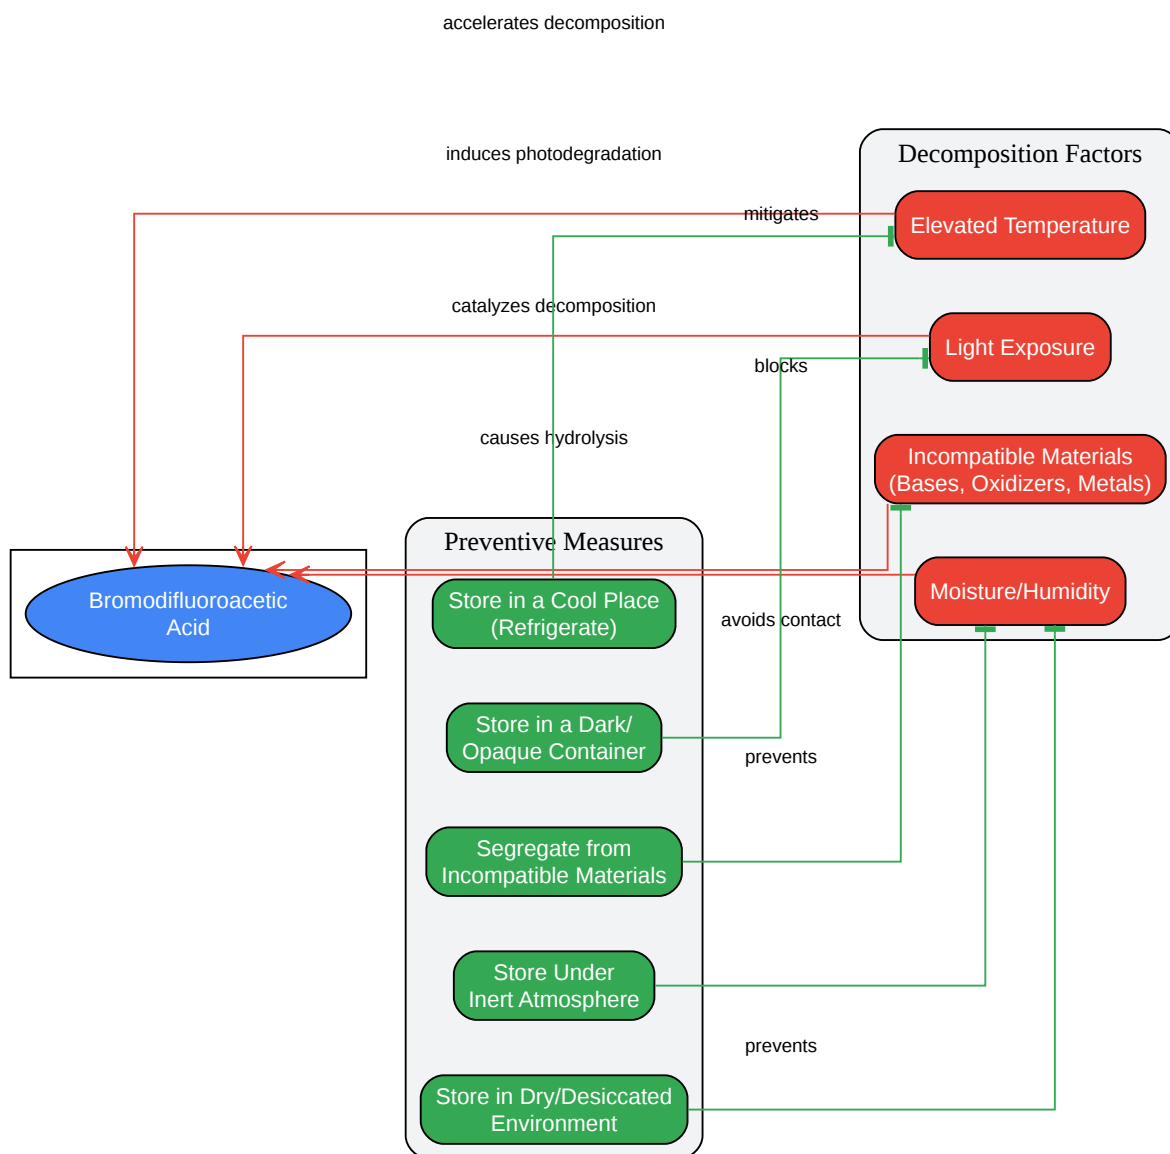 accelerates decomposition
induces photodegradation
Decomposition Factors
mitigates
Elevated Temperature
catalyzes decomposition
Light Exposure
blocks
causes hydrolysis
Incompatible Materials
(Bases, Oxidizers, Metals)
Preventive Measures
Bromodifluoroacetic
Acid
Store in a Cool Place
(Refrigerate)
Moisture/Humidity
avoids contact
Store in a Dark/
Opaque Container
prevents
Segregate from
Incompatible Materials
Store Under
Inert Atmosphere
prevents
Store in Dry/Desiccated
Environment